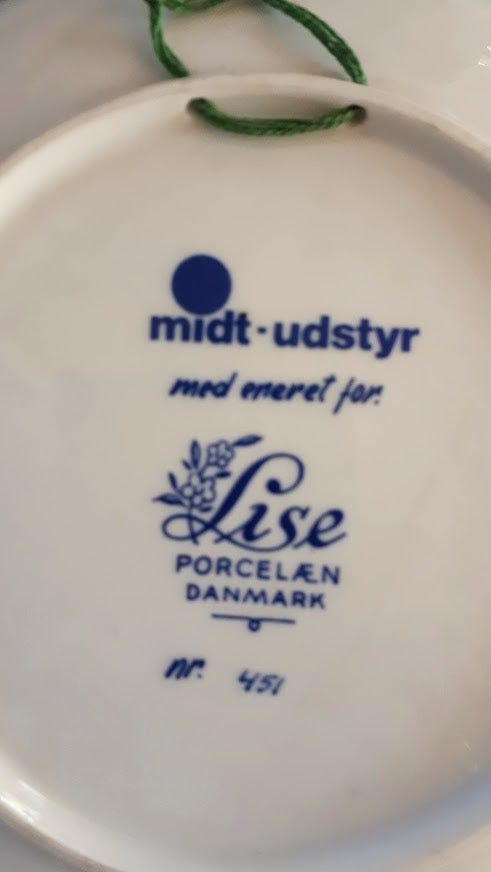 midt-udstyr
med eneret for:
Lise
PORCELÆN
DANMARK
nr. 451